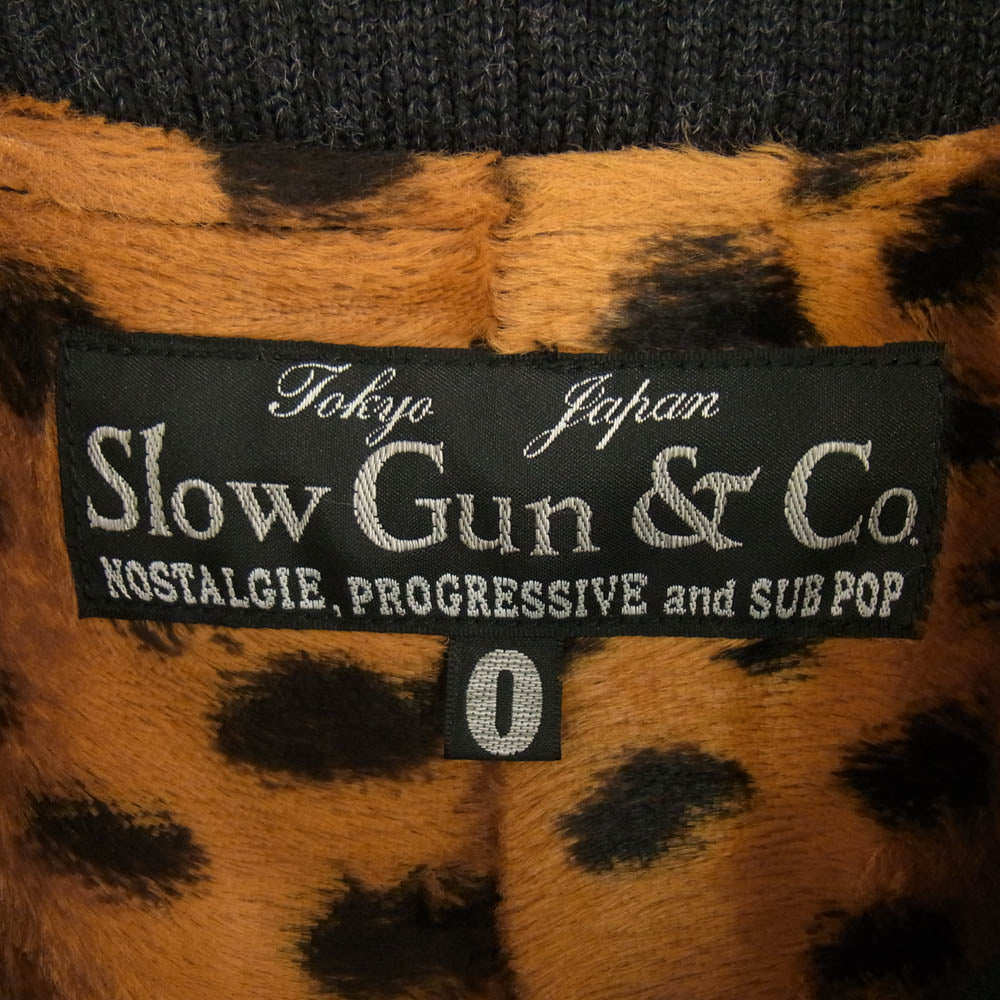 Tokyo Japan
Slow Gun & Co.
NOSTALGIE, PROGRESSIVE and SUB POP
0